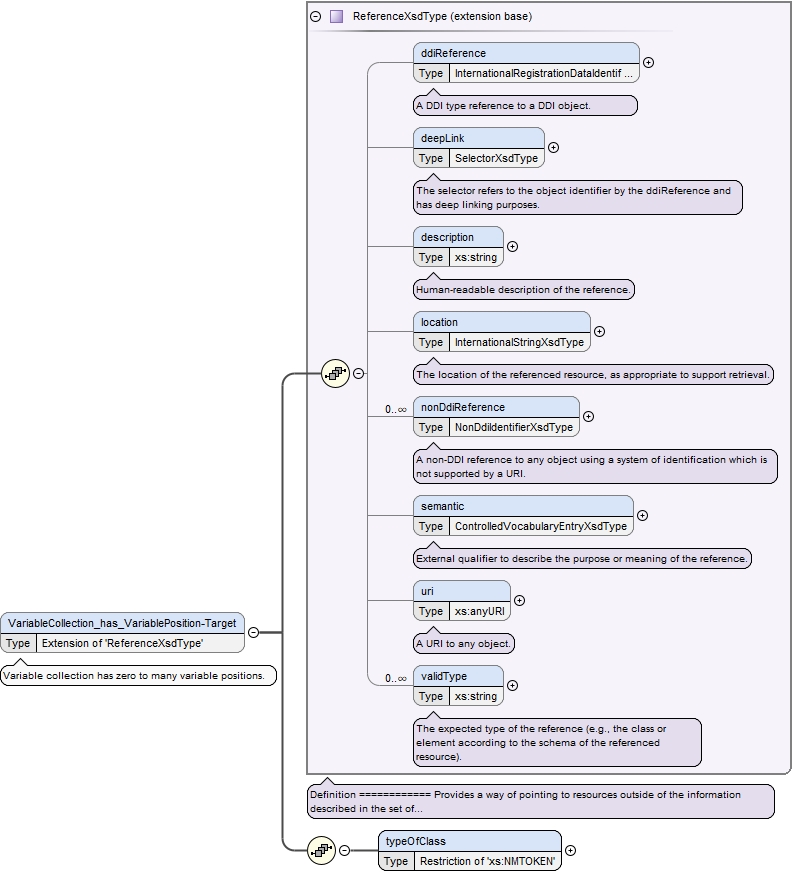 ReferenceXsdType (extension base)
ddiReference
Type InternationalRegistrationDataIdentif ...
A DDI type reference to a DDI object.
deepLink
Type SelectorXsdType
The selector refers to the object identifier by the ddiReference and
has deep linking purposes.
description
Type xs:string
Human-readable description of the reference.
location
Type InternationalStringXsdType
The location of the referenced resource, as appropriate to support retrieval.
0..∞
nonDdiReference
Type NonDdiIdentifierXsdType
A non-DDI reference to any object using a system of identification which is
not supported by a URI.
semantic
Type ControlledVocabularyEntryXsdType
External qualifier to describe the purpose or meaning of the reference.
uri
Type xs:anyURI
A URI to any object.
VariableCollection_has_VariablePosition-Target
Type Extension of 'ReferenceXsdType'
Variable collection has zero to many variable positions.
0..∞
validType
Type xs:string
The expected type of the reference (e.g., the class or
element according to the schema of the referenced
resource).
Definition ============ Provides a way of pointing to resources outside of the information
described in the set of...
typeOfClass
Type Restriction of 'xs:NMTOKEN'